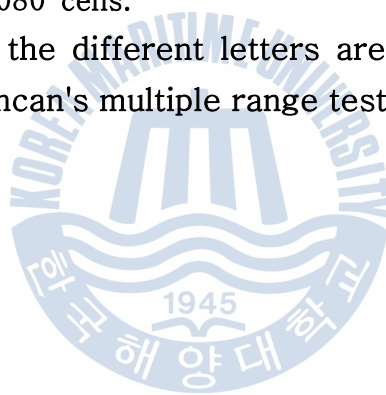 080 cells.
the different letters are
ncan's multiple range test
KOREA MARITIME UNIVERSITY
1945
한국해양대학교